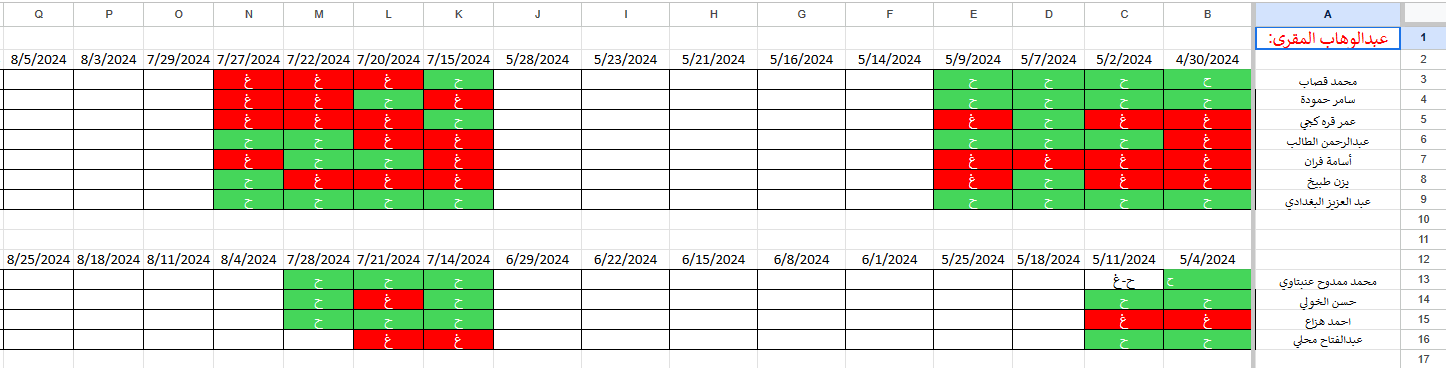 A B C D E F G H I J K L M N O P Q
1 عبدالوهاب المقرى:
2 4/30/2024 5/2/2024 5/7/2024 5/9/2024 5/14/2024 5/16/2024 5/21/2024 5/23/2024 5/28/2024 7/15/2024 7/20/2024 7/22/2024 7/27/2024 7/29/2024 8/3/2024 8/5/2024
3 محمد قصاب ح ح ح ح ح غ غ غ
4 سامر حمودة ح ح ح ح غ ح غ غ
5 عمر قره كجي غ غ ح غ ح غ غ غ
6 عبدالرحمن الطالب غ ح ح ح غ غ ح ح
7 أسامة فران غ غ غ غ غ ح ح غ
8 يزن طبيخ غ غ ح غ غ غ غ ح
9 عبد العزيز البغدادي ح ح ح ح ح ح ح ح
10
11
12 5/4/2024 5/11/2024 5/18/2024 5/25/2024 6/1/2024 6/8/2024 6/15/2024 6/22/2024 6/29/2024 7/14/2024 7/21/2024 7/28/2024 8/4/2024 8/11/2024 8/18/2024 8/25/2024
13 محمد ممدوح عنبتاوي ح ح-غ ح ح ح
14 حسن الخولي ح ح ح غ ح
15 احمد هزاع غ غ ح ح ح
16 عبدالفتاح محلي ح ح غ غ
17